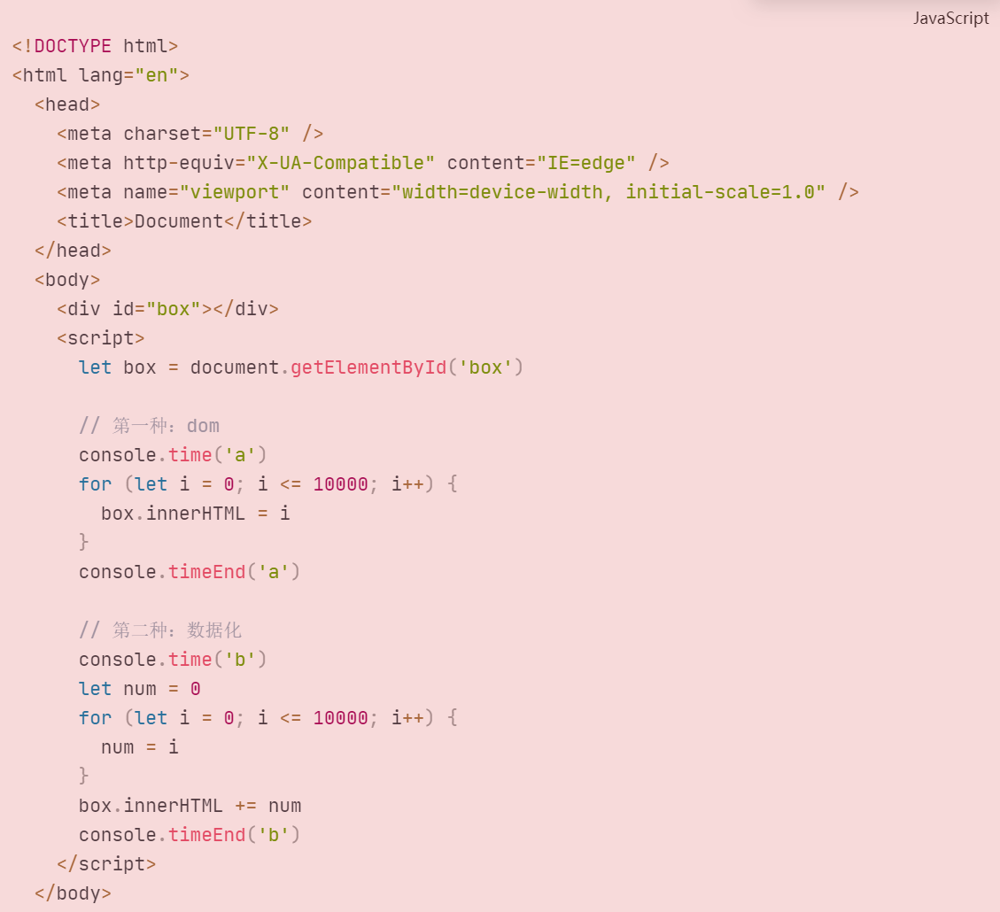 JavaScript
<!DOCTYPE html>
<html lang="en">
  <head>
    <meta charset="UTF-8" />
    <meta http-equiv="X-UA-Compatible" content="IE=edge" />
    <meta name="viewport" content="width=device-width, initial-scale=1.0" />
    <title>Document</title>
  </head>
  <body>
    <div id="box"></div>
    <script>
      let box = document.getElementById('box')

      // 第一种：dom
      console.time('a')
      for (let i = 0; i <= 10000; i++) {
        box.innerHTML = i
      }
      console.timeEnd('a')

      // 第二种：数据化
      console.time('b')
      let num = 0
      for (let i = 0; i <= 10000; i++) {
        num = i
      }
      box.innerHTML += num
      console.timeEnd('b')
    </script>
  </body>